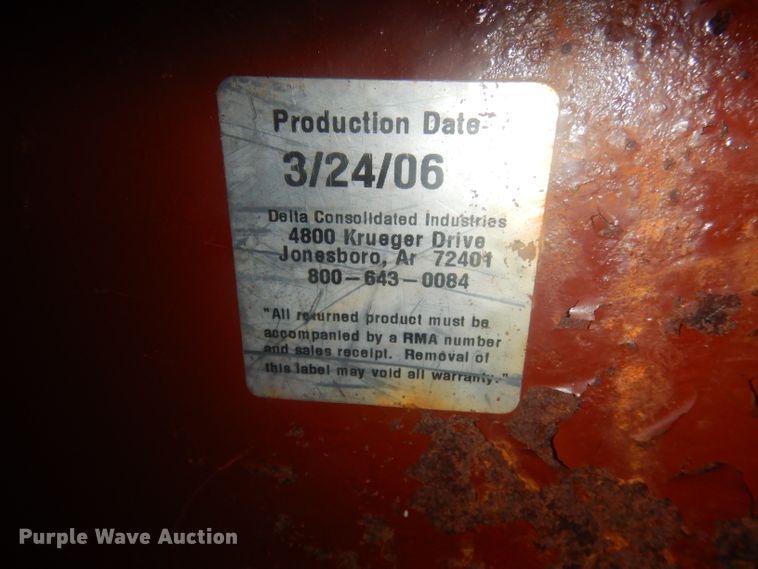 Production Date
3/24/06
Delta Consolidated Industries
4800 Krueger Drive
Jonesboro, Ar 72401
800-643-0084
"All returned product must be
accompanied by a RMA number
and sales receipt. Removal of
this label may void all warranty."
Purple Wave Auction®